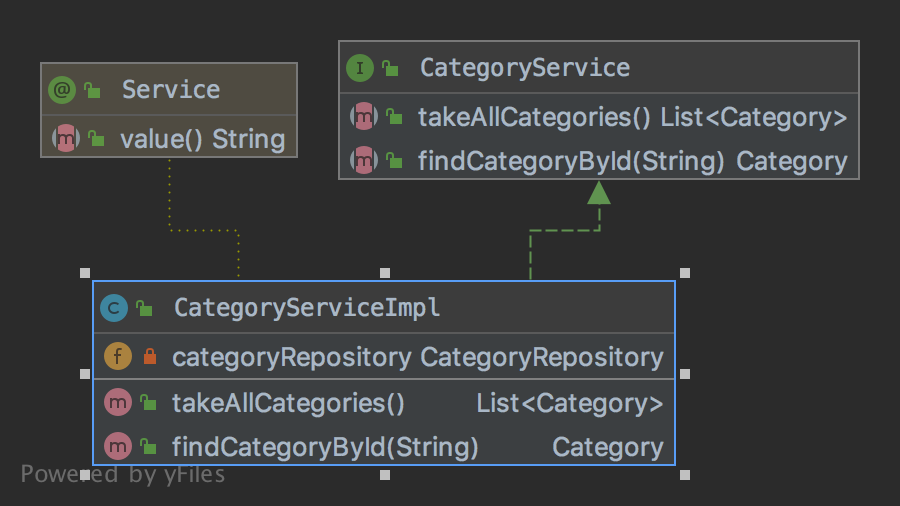 @ Service
m value() String
I CategoryService
m takeAllCategories() List<Category>
m findCategoryById(String) Category
C CategoryServiceImpl
f categoryRepository CategoryRepository
m takeAllCategories() List<Category>
m findCategoryById(String) Category
Powered by yFiles